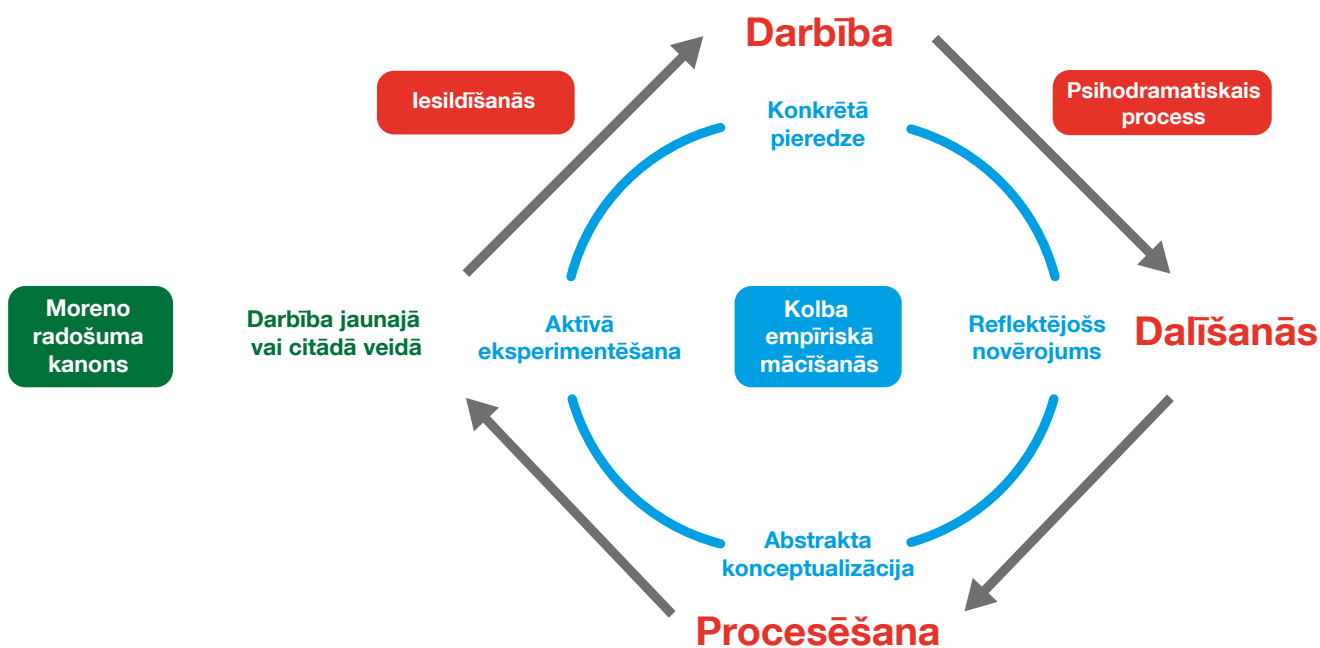 Darbība
Iesildīšanās
Psihodramatiskais
process
Konkrētā
pieredze
Moreno
radošuma
kanons
Darbība jaunajā
vai citādā veidā
Aktīvā
eksperimentēšana
Kolba
empīriskā
mācīšanās
Reflektējošs
novērojums
Dalīšanās
Abstrakta
konceptualizācija
Procesēšana